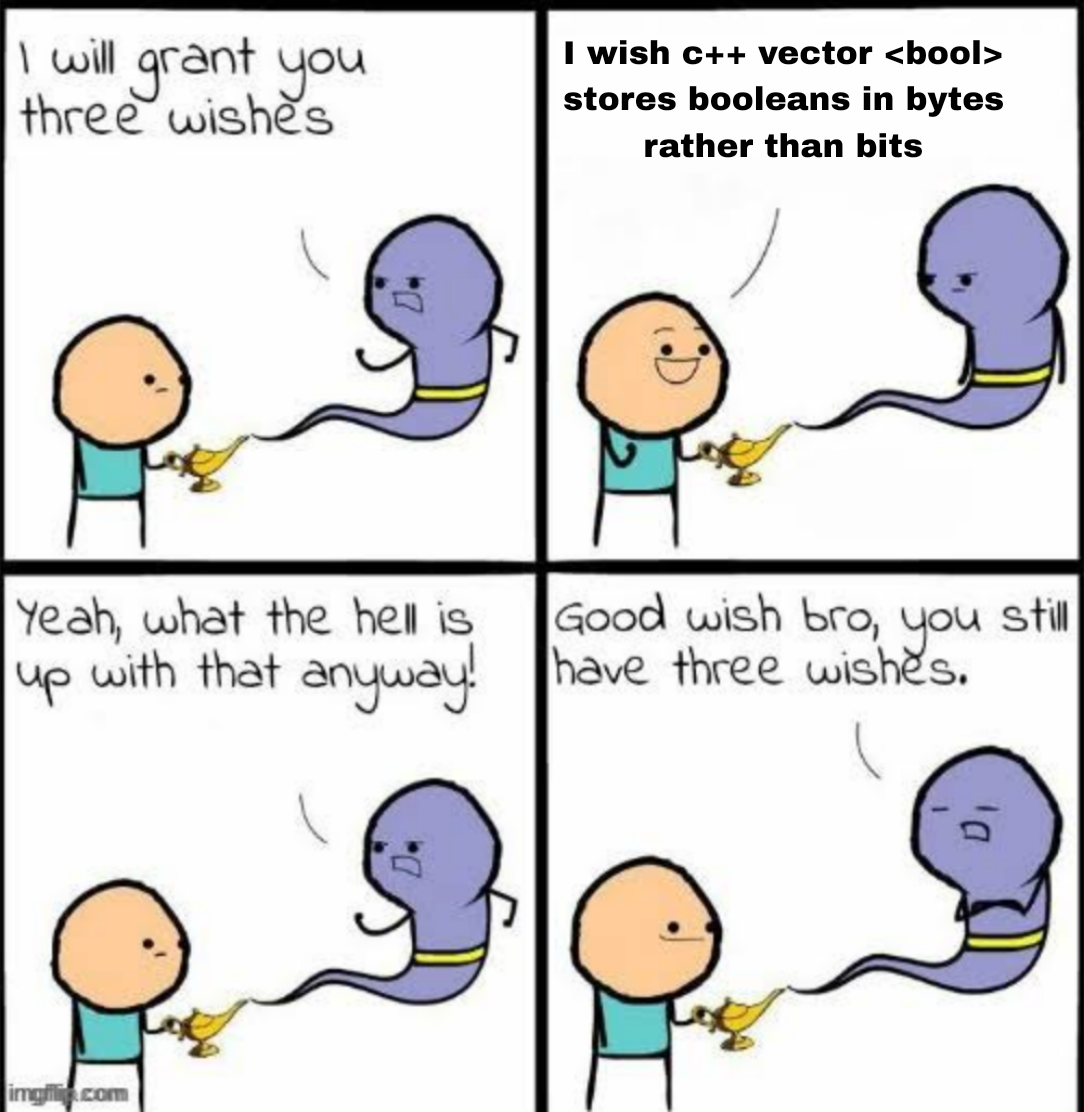 I will grant you
three wishes
I wish c++ vector <bool>
stores booleans in bytes
rather than bits
Yeah, what the hell is
up with that anyway!
Good wish bro, you still
have three wishes.
imgflip.com